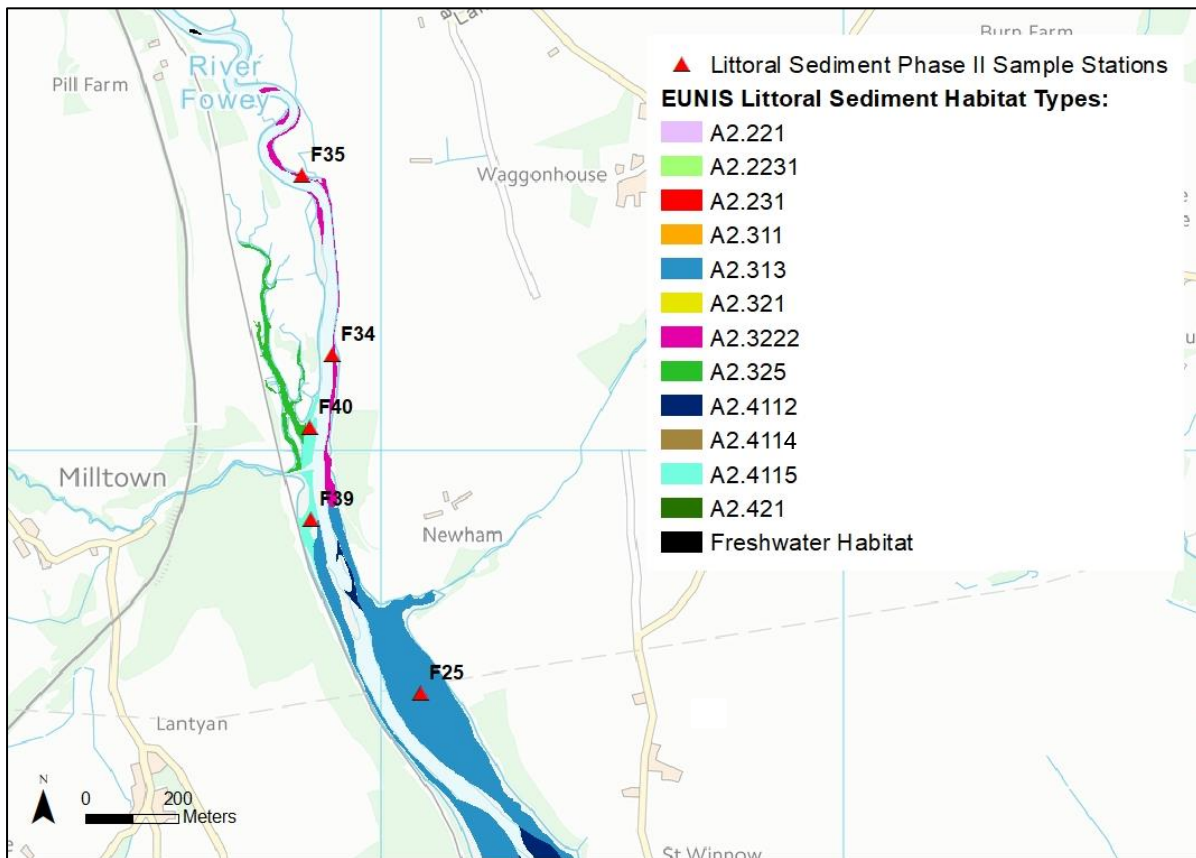 Burn Farm
Pill Farm
River
Fowey
F35
Waggonhouse
F34
F40
Milltown
F39
Newham
F25
Lantyan
St Winnow
N
0 200
Meters
Littoral Sediment Phase II Sample Stations
EUNIS Littoral Sediment Habitat Types:
A2.221
A2.2231
A2.231
A2.311
A2.313
A2.321
A2.3222
A2.325
A2.4112
A2.4114
A2.4115
A2.421
Freshwater Habitat